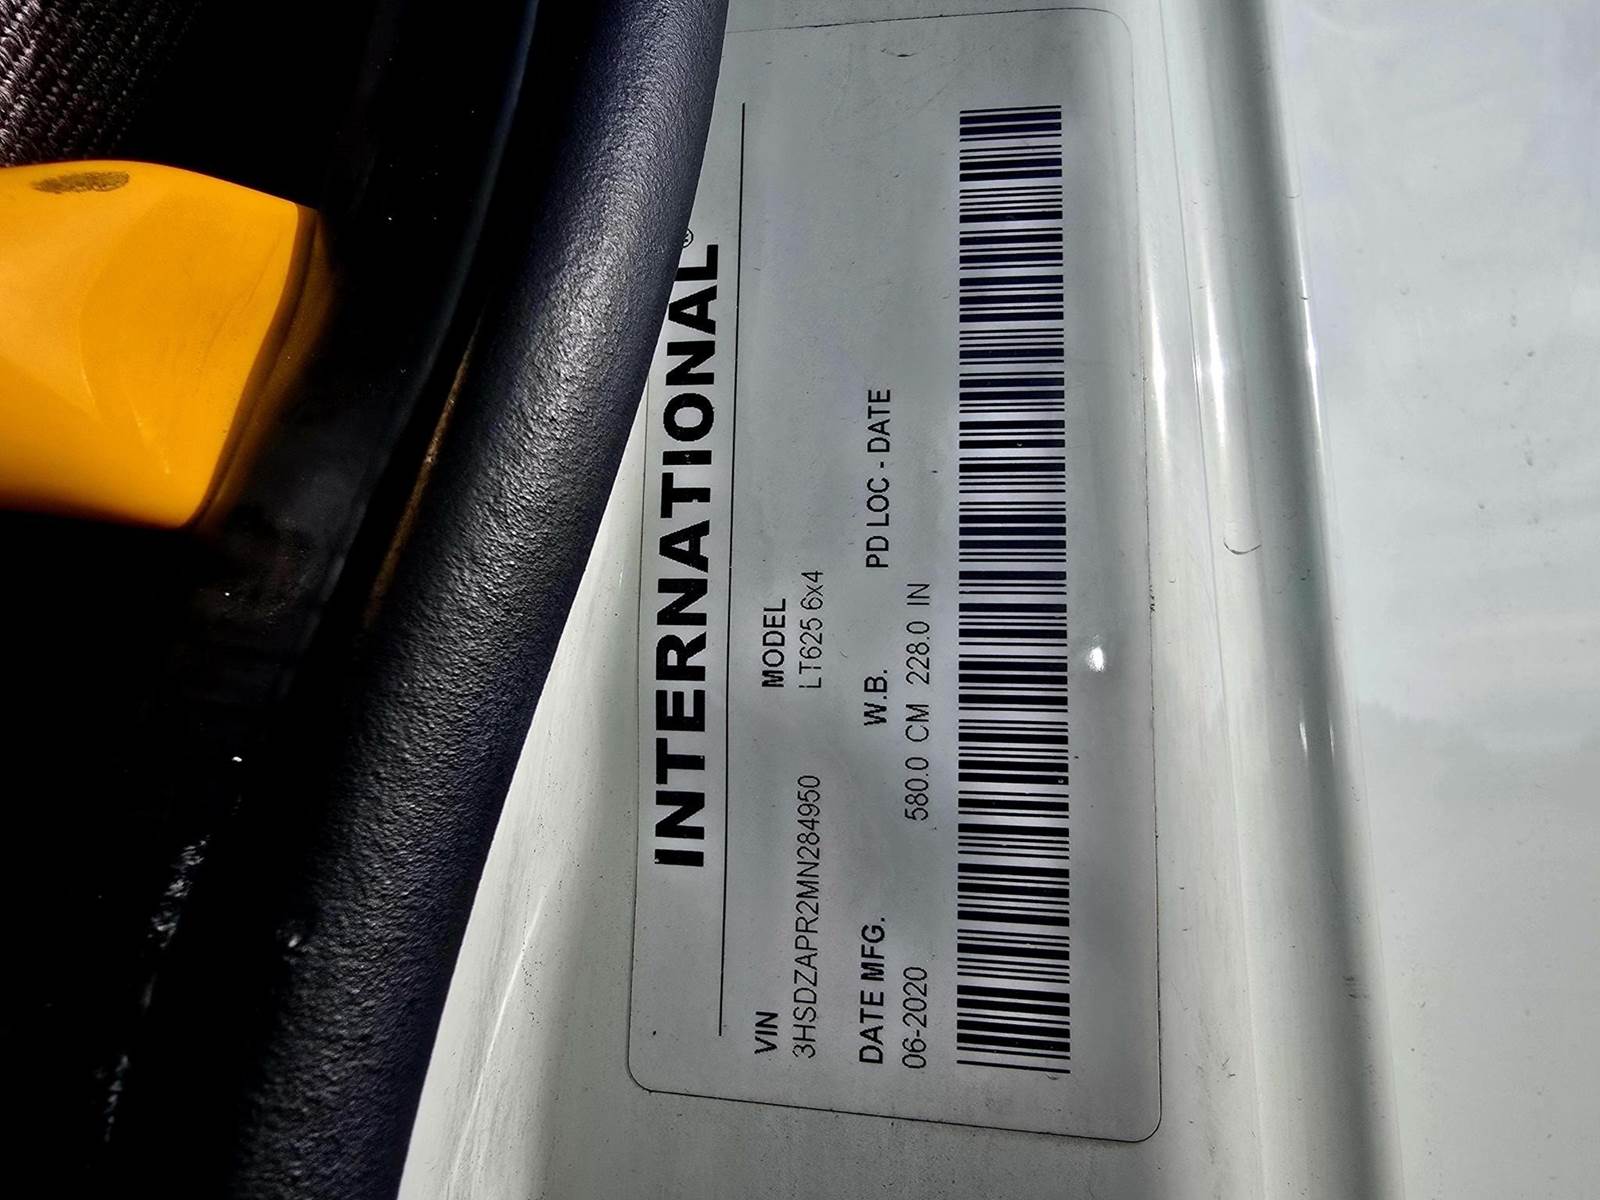 INTERNATIONAL®
VIN MODEL
3HSDZAPR2MN284950 LT625 6x4
DATE MFG. W.B. PD LOC - DATE
06-2020 580.0 CM 228.0 IN